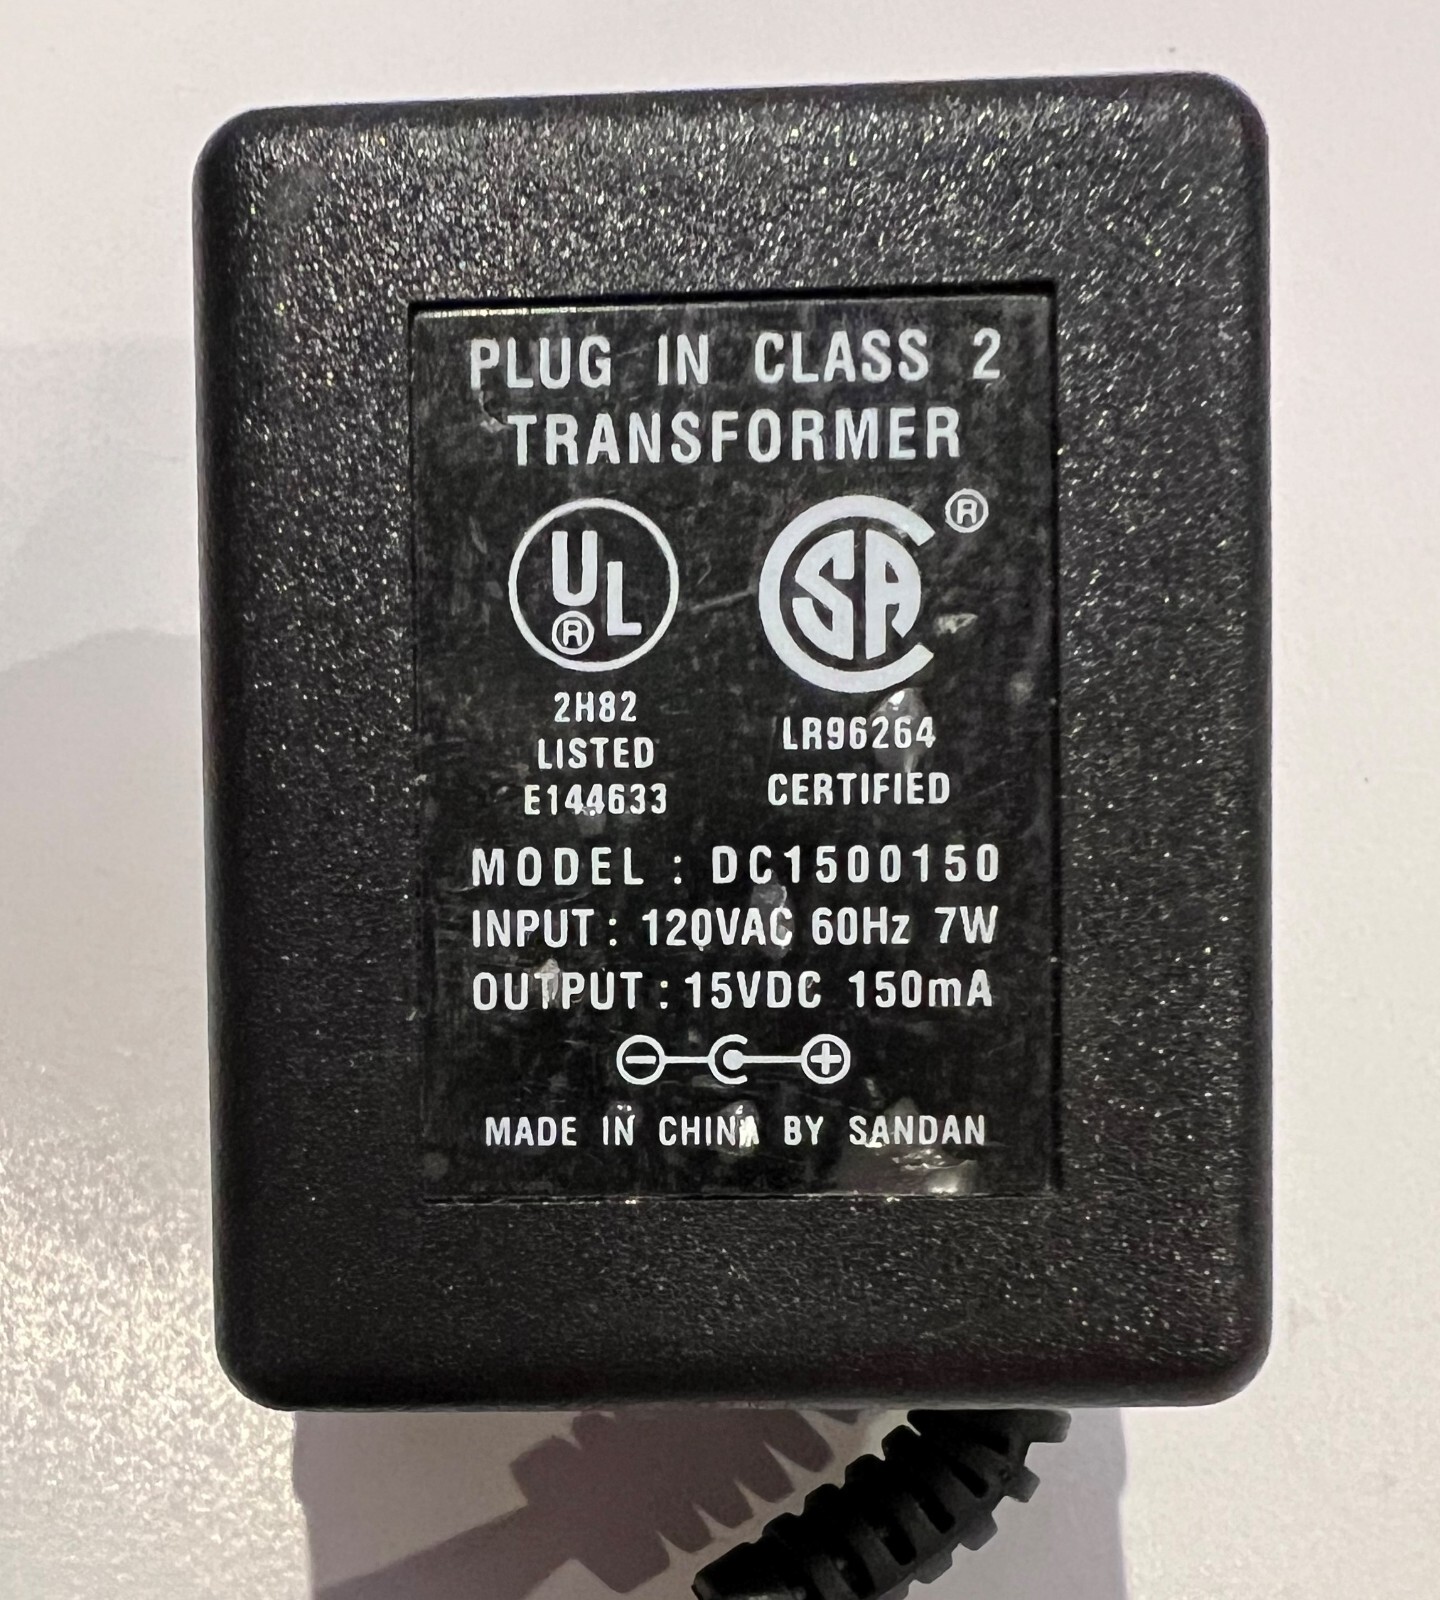 PLUG IN CLASS 2
TRANSFORMER
UL® CSA®
2H82
LISTED
E144633
LR96264
CERTIFIED
MODEL : DC1500150
INPUT : 120VAC 60Hz 7W
OUTPUT : 15VDC 150mA
MADE IN CHINA BY SANDAN